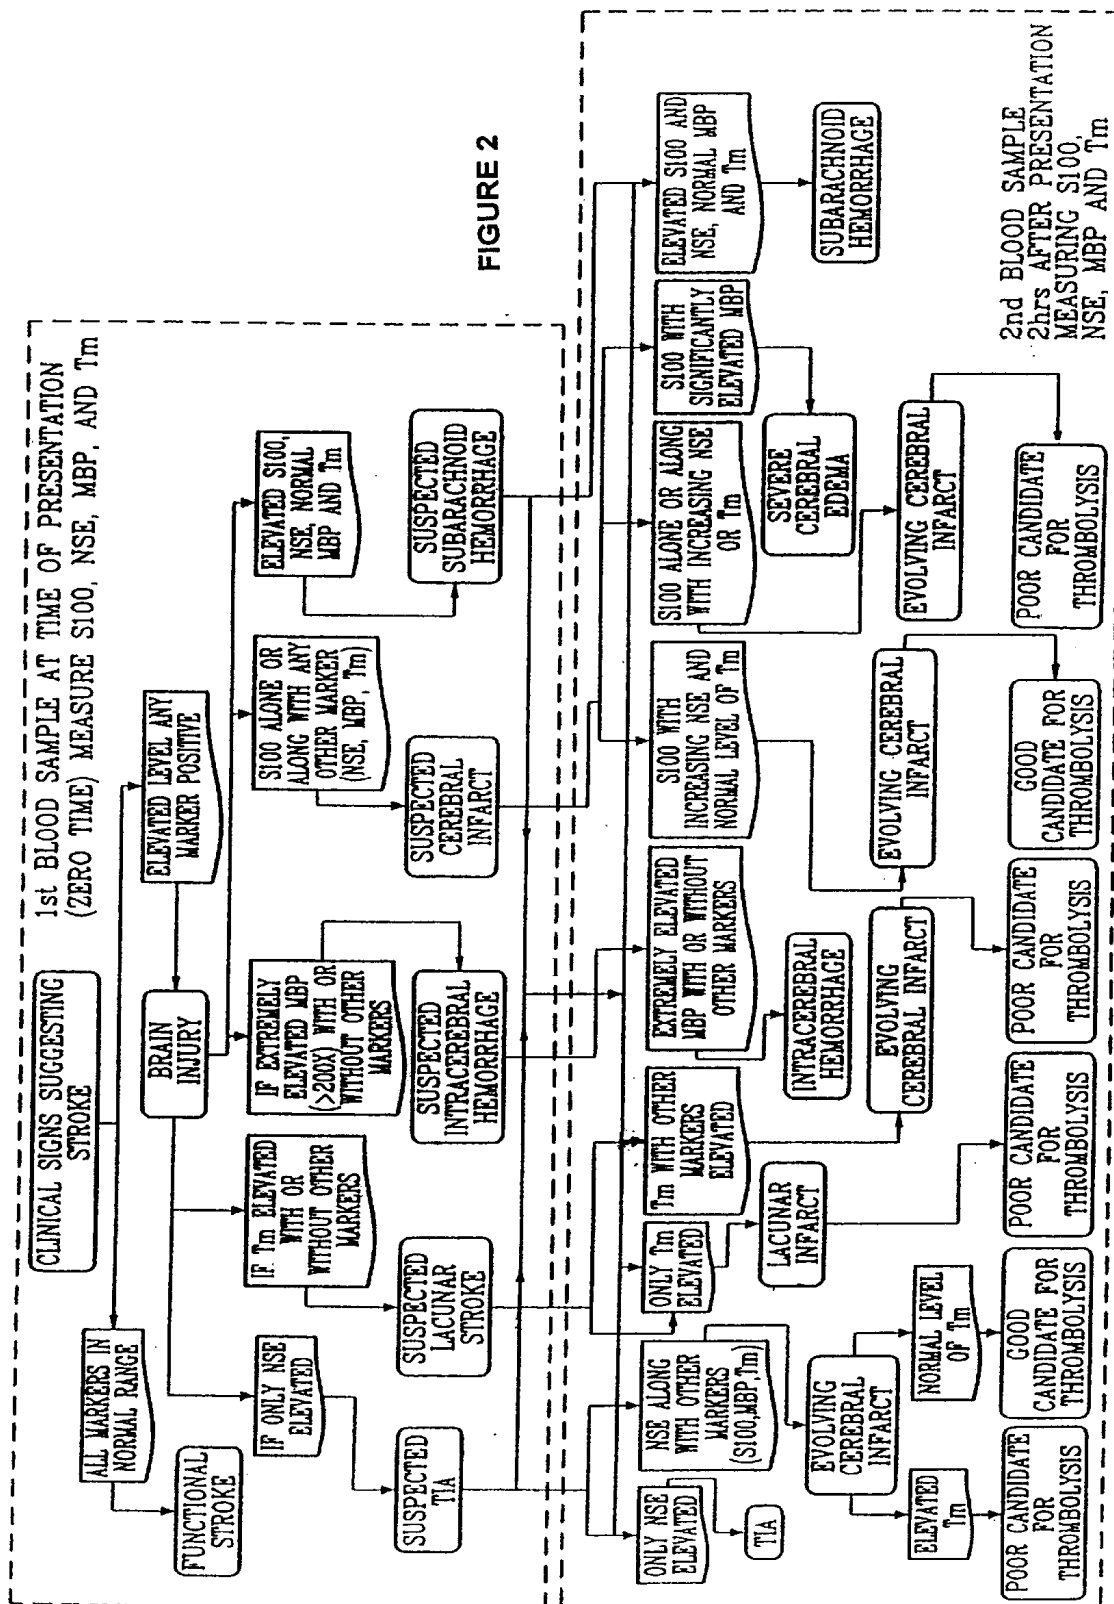 1st BLOOD SAMPLE AT TIME OF PRESENTATION
(ZERO TIME) MEASURE S100, NSE, MBP, AND Tm
CLINICAL SIGNS SUGGESTING
STROKE
ALL MARKERS IN
NORMAL RANGE
ELEVATED LEVEL ANY
MARKER POSITIVE
FUNCTIONAL
STROKE
BRAIN
INJURY
IF ONLY NSE
ELEVATED
IF Tm ELEVATED
WITH OR
WITHOUT OTHER
MARKERS
IF EXTREMELY
ELEVATED MBP
(>200X) WITH OR
WITHOUT OTHER
MARKERS
S100 ALONE OR
ALONG WITH ANY
OTHER MARKER
(NSE, MBP, Tm)
ELEVATED S100,
NSE, NORMAL
MBP AND Tm
SUSPECTED
TIA
SUSPECTED
LACUNAR
STROKE
SUSPECTED
INTRACEREBRAL
HEMORRHAGE
SUSPECTED
CEREBRAL
INFARCT
SUSPECTED
SUBARACHNOID
HEMORRHAGE
FIGURE 2
ONLY NSE
ELEVATED
NSE ALONG
WITH OTHER
MARKERS
(S100,MBP,Tm)
ONLY Tm
ELEVATED
Tm WITH OTHER
MARKERS
ELEVATED
EXTREMELY ELEVATED
MBP WITH OR WITHOUT
OTHER MARKERS
S100 WITH
INCREASING NSE AND
NORMAL LEVEL OF Tm
S100 ALONE OR ALONG
WITH INCREASING NSE
OR Tm
S100 WITH
SIGNIFICANTLY
ELEVATED MBP
ELEVATED S100 AND
NSE, NORMAL MBP
AND Tm
TIA
EVOLVING
CEREBRAL
INFARCT
LACUNAR
INFARCT
INTRACEREBRAL
HEMORRHAGE
SEVERE
CEREBRAL
EDEMA
SUBARACHNOID
HEMORRHAGE
EVOLVING
CEREBRAL INFARCT
EVOLVING CEREBRAL
INFARCT
EVOLVING CEREBRAL
INFARCT
ELEVATED
Tm
NORMAL LEVEL
OF Tm
POOR CANDIDATE
FOR
THROMBOLYSIS
GOOD
CANDIDATE FOR
THROMBOLYSIS
POOR CANDIDATE
FOR
THROMBOLYSIS
POOR CANDIDATE
FOR
THROMBOLYSIS
GOOD
CANDIDATE FOR
THROMBOLYSIS
POOR CANDIDATE
FOR
THROMBOLYSIS
2nd BLOOD SAMPLE
2hrs AFTER PRESENTATION
MEASURING S100,
NSE, MBP AND Tm